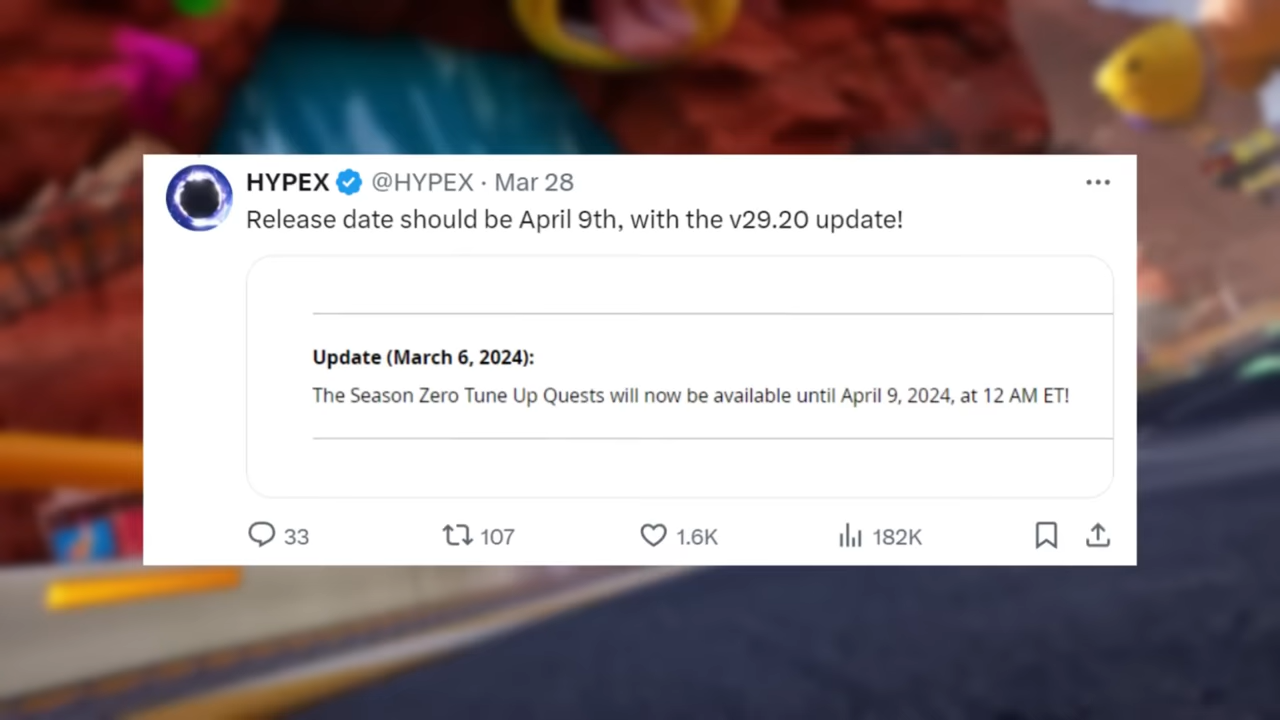 HYPEX @HYPEX · Mar 28
Release date should be April 9th, with the v29.20 update!
Update (March 6, 2024):
The Season Zero Tune Up Quests will now be available until April 9, 2024, at 12 AM ET!
33 107 1.6K 182K